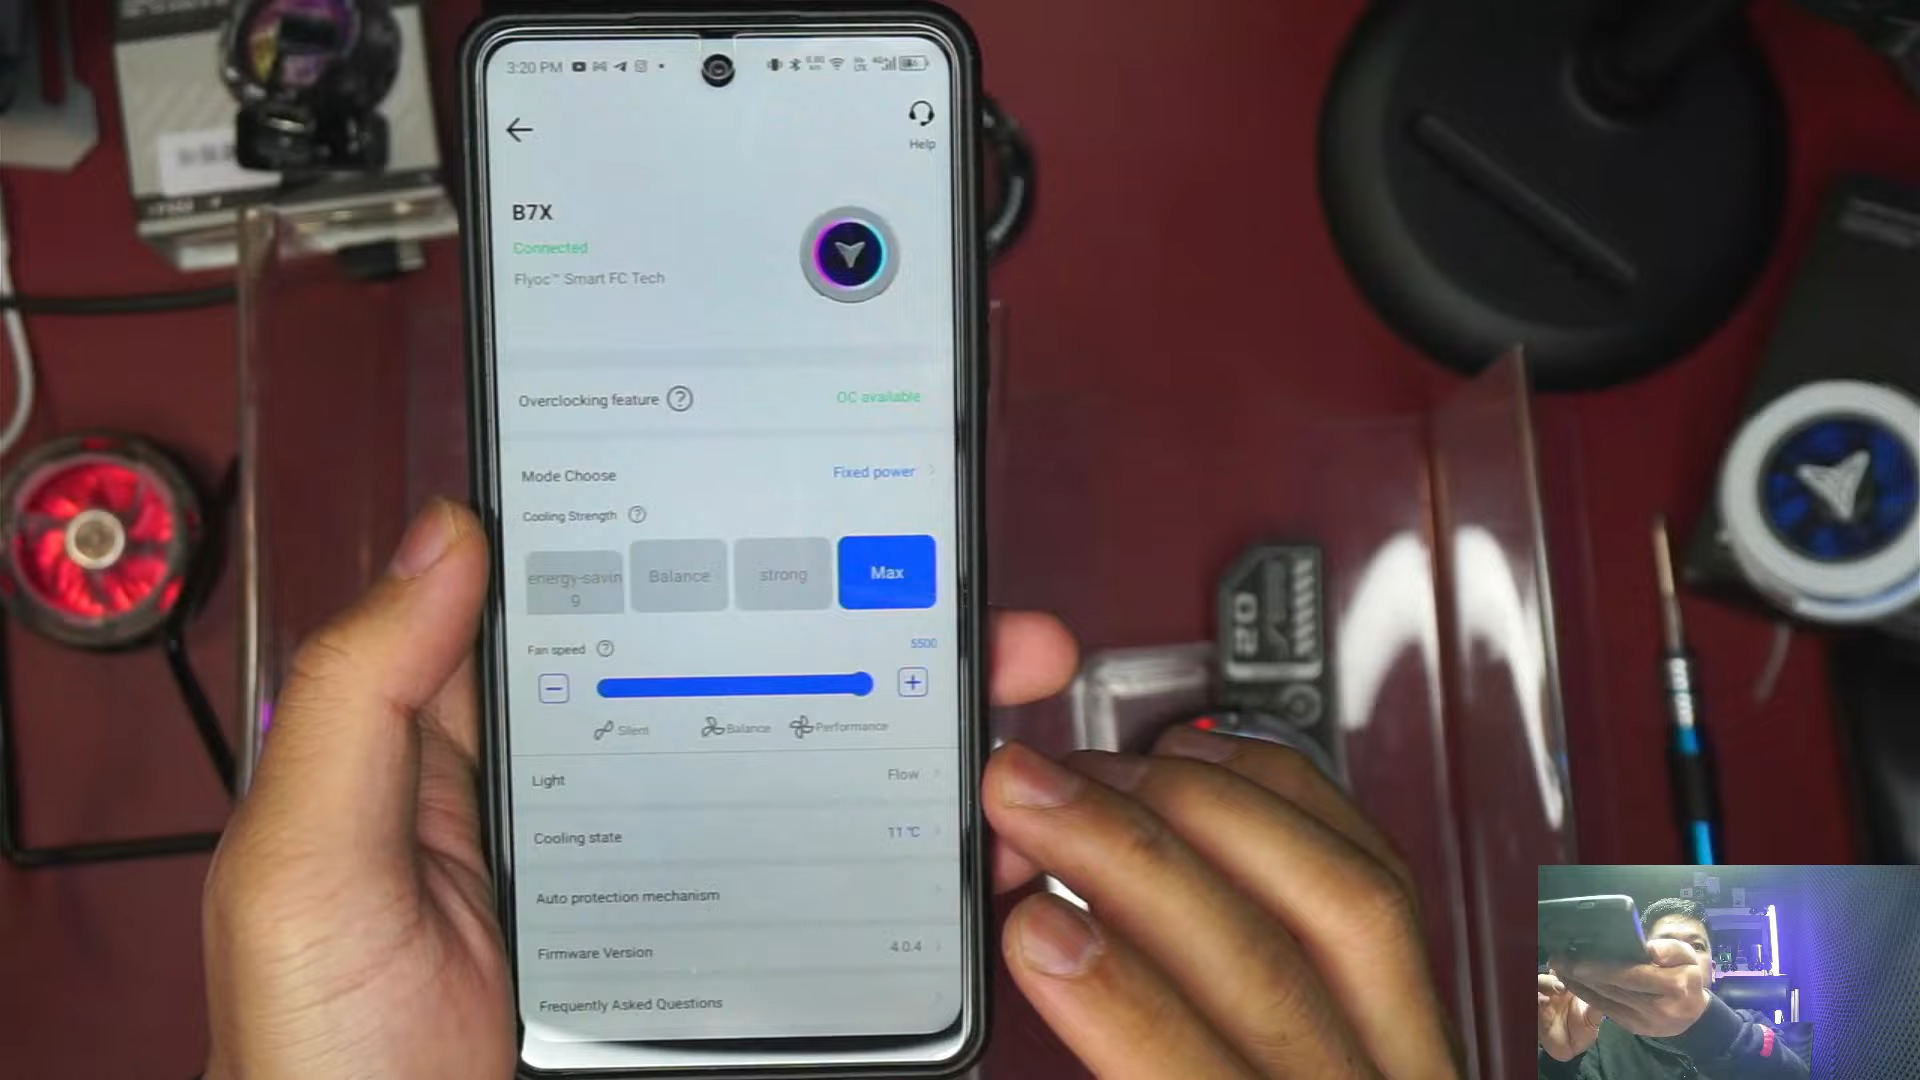 3:20 PM
Help
B7X
Connected
Flyoc™ Smart FC Tech
Overclocking feature ?
OC available
Mode Choose
Fixed power
Cooling Strength ?
energy-savin
g
Balance
strong
Max
Fan speed ?
5500
Silent
Balance
Performance
Light
Flow
Cooling state
11 °C
Auto protection mechanism
Firmware Version
4.0.4
Frequently Asked Questions
20